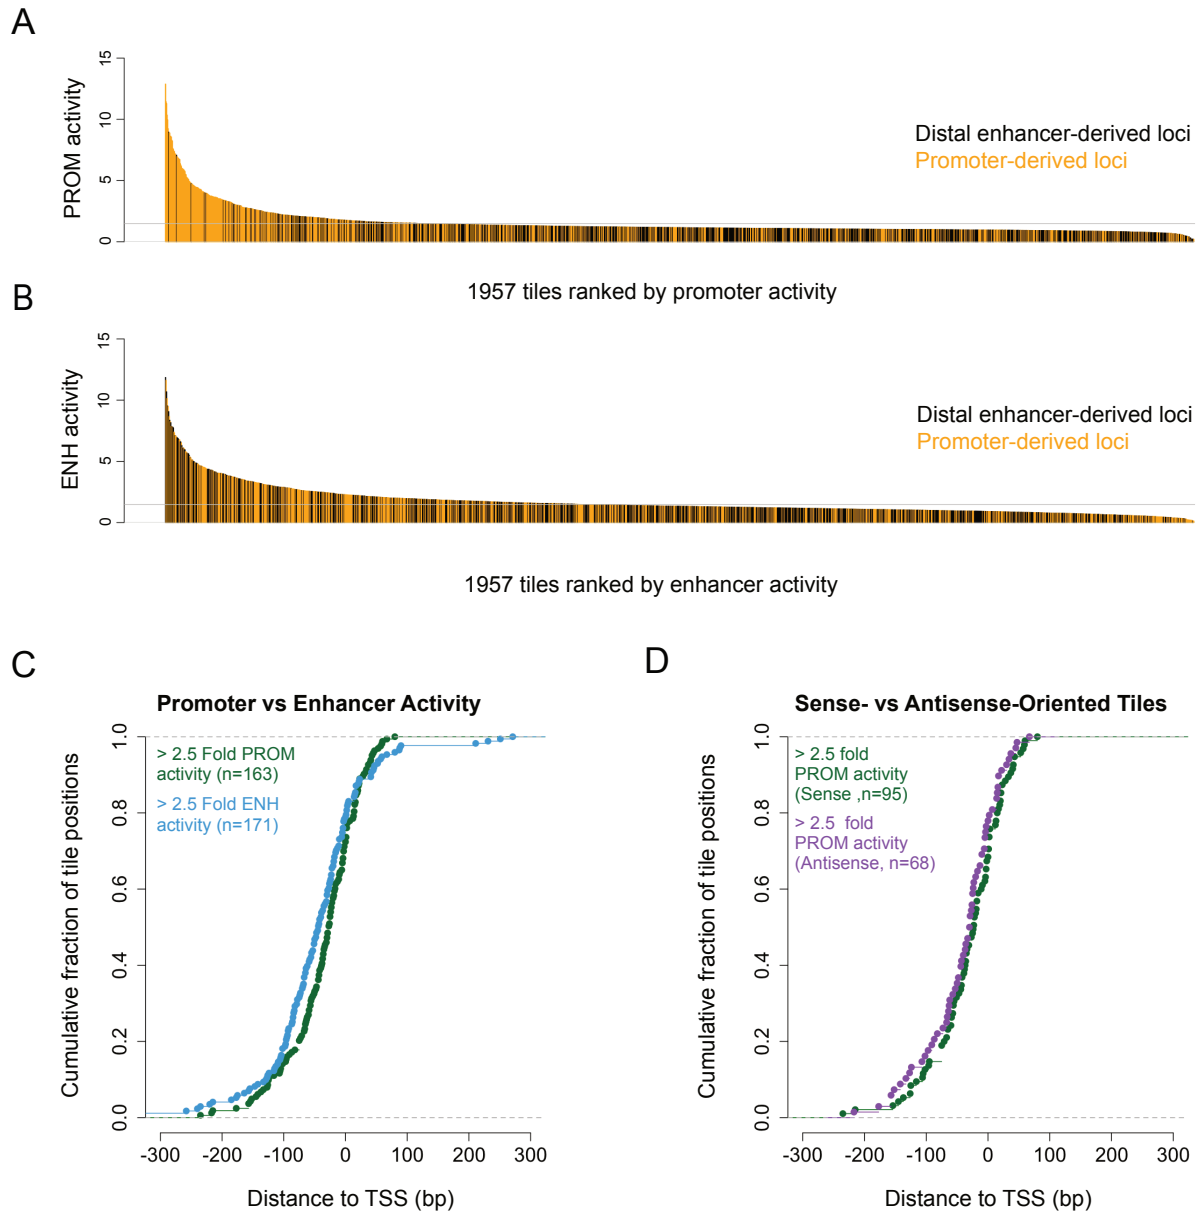 A
PROM activity
15
10
5
0
Distal enhancer-derived loci
Promoter-derived loci
1957 tiles ranked by promoter activity
B
ENH activity
15
10
5
0
Distal enhancer-derived loci
Promoter-derived loci
1957 tiles ranked by enhancer activity
C
Promoter vs Enhancer Activity
> 2.5 Fold PROM
activity (n=163)
> 2.5 Fold ENH
activity (n=171)
Cumulative fraction of tile positions
1.0
0.8
0.6
0.4
0.2
0.0
-300 -200 -100 0 100 200 300
Distance to TSS (bp)
D
Sense- vs Antisense-Oriented Tiles
> 2.5 fold
PROM activity
(Sense ,n=95)
> 2.5 fold
PROM activity
(Antisense, n=68)
Cumulative fraction of tile positions
1.0
0.8
0.6
0.4
0.2
0.0
-300 -200 -100 0 100 200 300
Distance to TSS (bp)